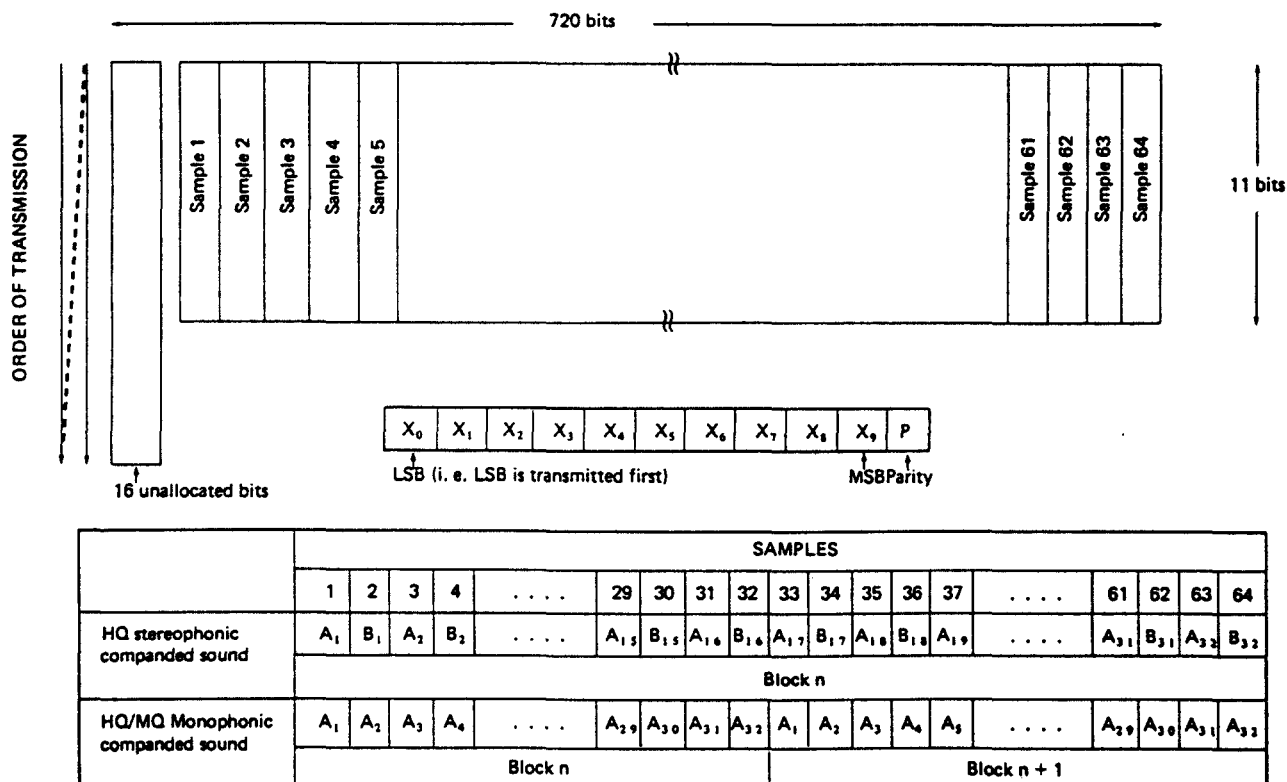 720 bits
ORDER OF TRANSMISSION
Sample 1
Sample 2
Sample 3
Sample 4
Sample 5
Sample 61
Sample 62
Sample 63
Sample 64
11 bits
X₀ X₁ X₂ X₃ X₄ X₅ X₆ X₇ X₈ X₉ P
LSB (i. e. LSB is transmitted first) MSB Parity
16 unallocated bits
SAMPLES
1 2 3 4 . . . . 29 30 31 32 33 34 35 36 37 . . . . 61 62 63 64
HQ stereophonic companded sound A₁ B₁ A₂ B₂ . . . . A₁₅ B₁₅ A₁₆ B₁₆ A₁₇ B₁₇ A₁₈ B₁₈ A₁₉ . . . . A₃₁ B₃₁ A₃₂ B₃₂
Block n
HQ/MQ Monophonic companded sound A₁ A₂ A₃ A₄ . . . . A₂₉ A₃₀ A₃₁ A₃₂ A₁ A₂ A₃ A₄ A₅ . . . . A₂₉ A₃₀ A₃₁ A₃₂
Block n Block n + 1